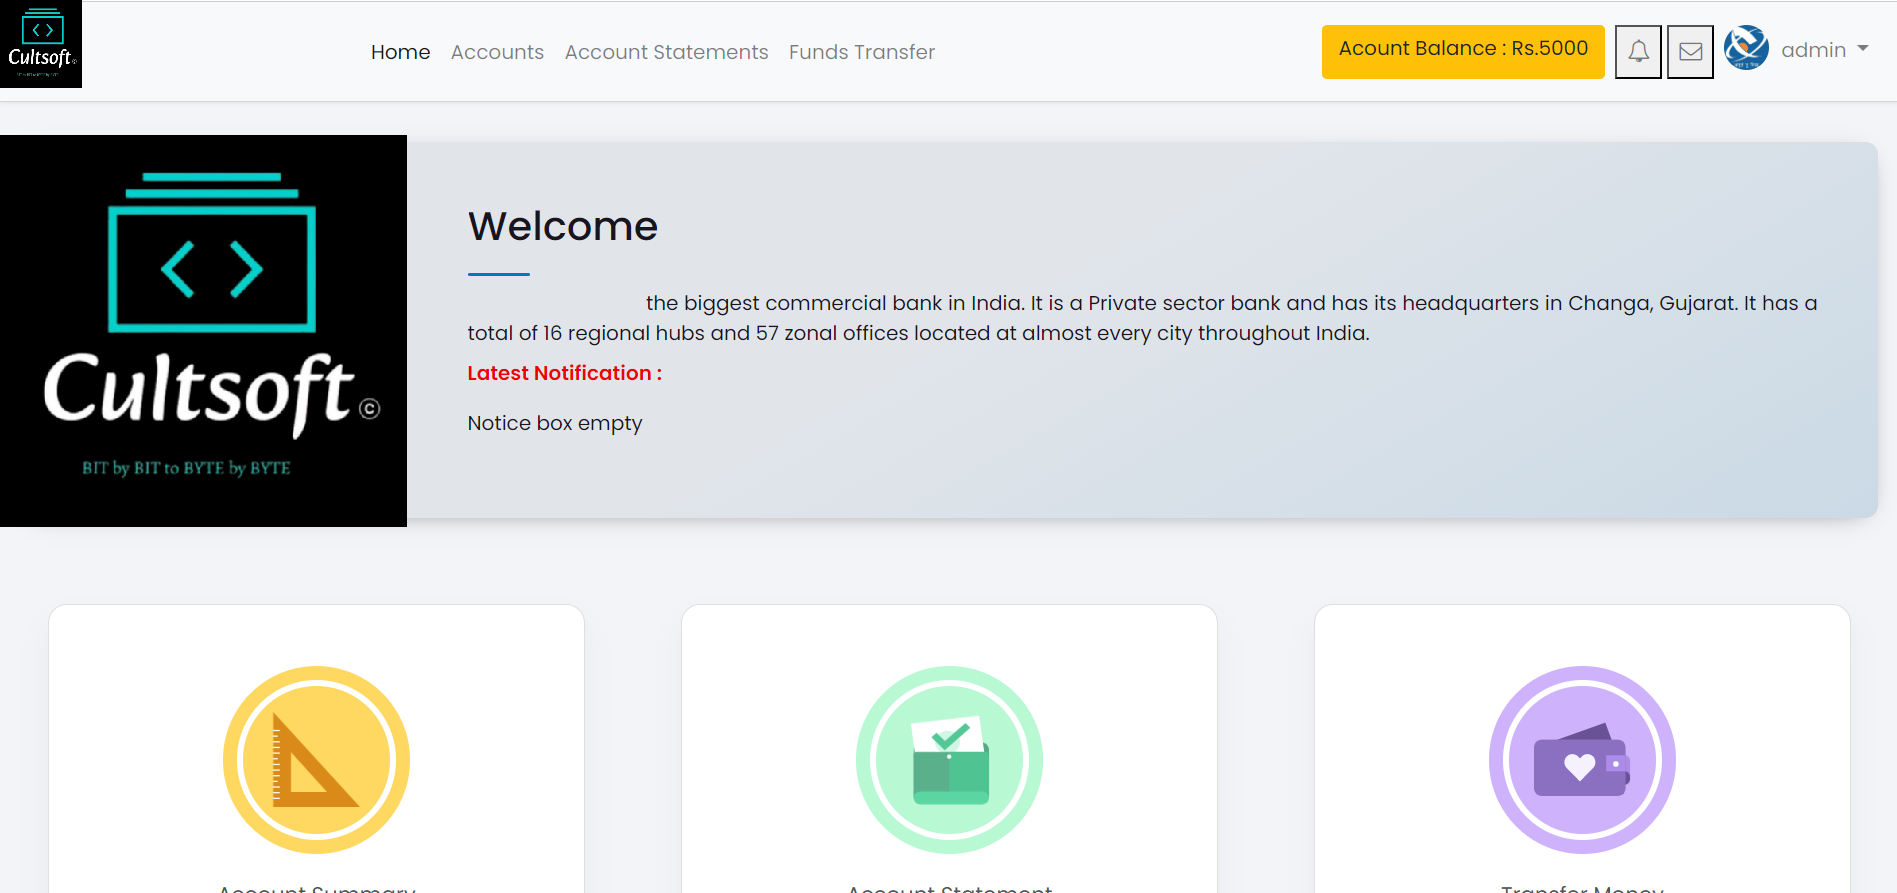 Cultsoft
Home Accounts Account Statements Funds Transfer
Acount Balance : Rs.5000
admin
Cultsoft ©
BIT by BIT to BYTE by BYTE
Welcome
the biggest commercial bank in India. It is a Private sector bank and has its headquarters in Changa, Gujarat. It has a
total of 16 regional hubs and 57 zonal offices located at almost every city throughout India.
Latest Notification :
Notice box empty
Account Summary
Account Statement
Transfer Money